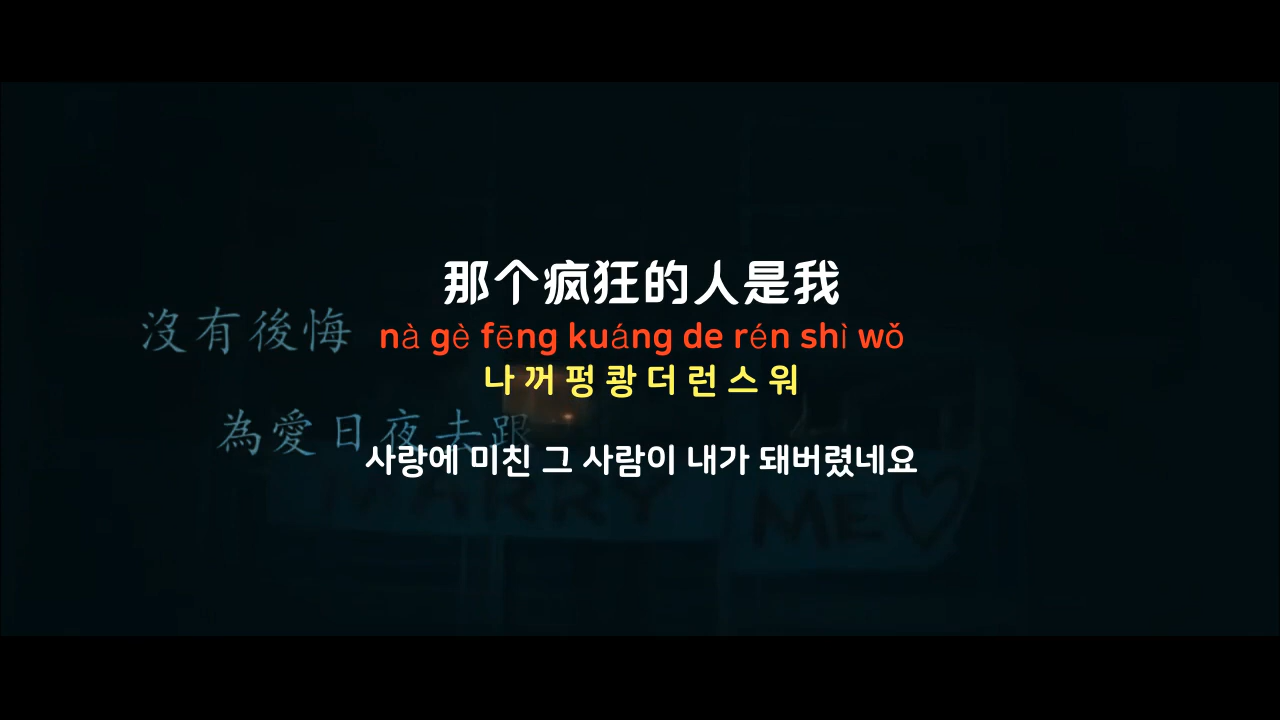 那个疯狂的人是我
沒有後悔
nà gè fēng kuáng de rén shì wǒ
나 꺼 펑 쾅 더 런 스 워
為愛日夜去跟
사랑에 미친 그 사람이 내가 돼버렸네요
MARRY ME♡